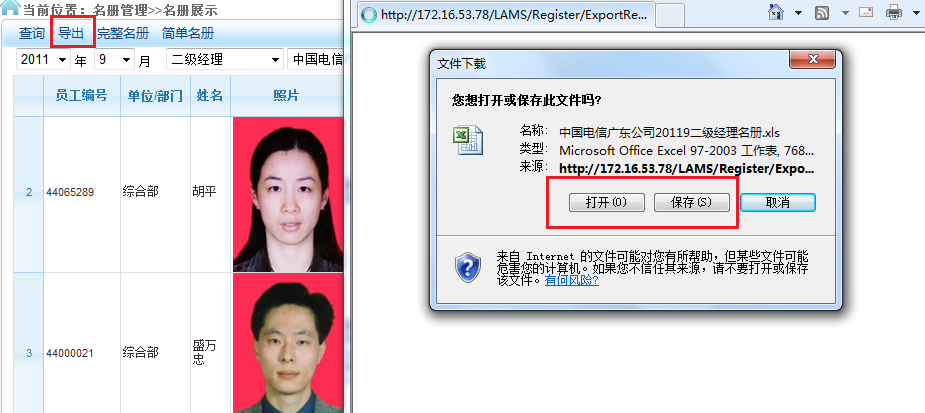 当前位置：名册管理>>名册展示
查询 导出 完整名册 简单名册
2011 年 9 月 二级经理 中国电信
员工编号 单位/部门 姓名 照片
2 44065289 综合部 胡平
3 44000021 综合部 盛万忠
http://172.16.53.78/LAMS/Register/ExportRe...
文件下载
您想打开或保存此文件吗?
名称: 中国电信广东公司20119二级经理名册.xls
类型: Microsoft Office Excel 97-2003 工作表, 768...
来源: http://172.16.53.78/LAMS/Register/Expo...
打开(O) 保存(S) 取消
来自 Internet 的文件可能对您有所帮助，但某些文件可能
危害您的计算机。如果您不信任其来源，请不要打开或保存
该文件。有何风险?